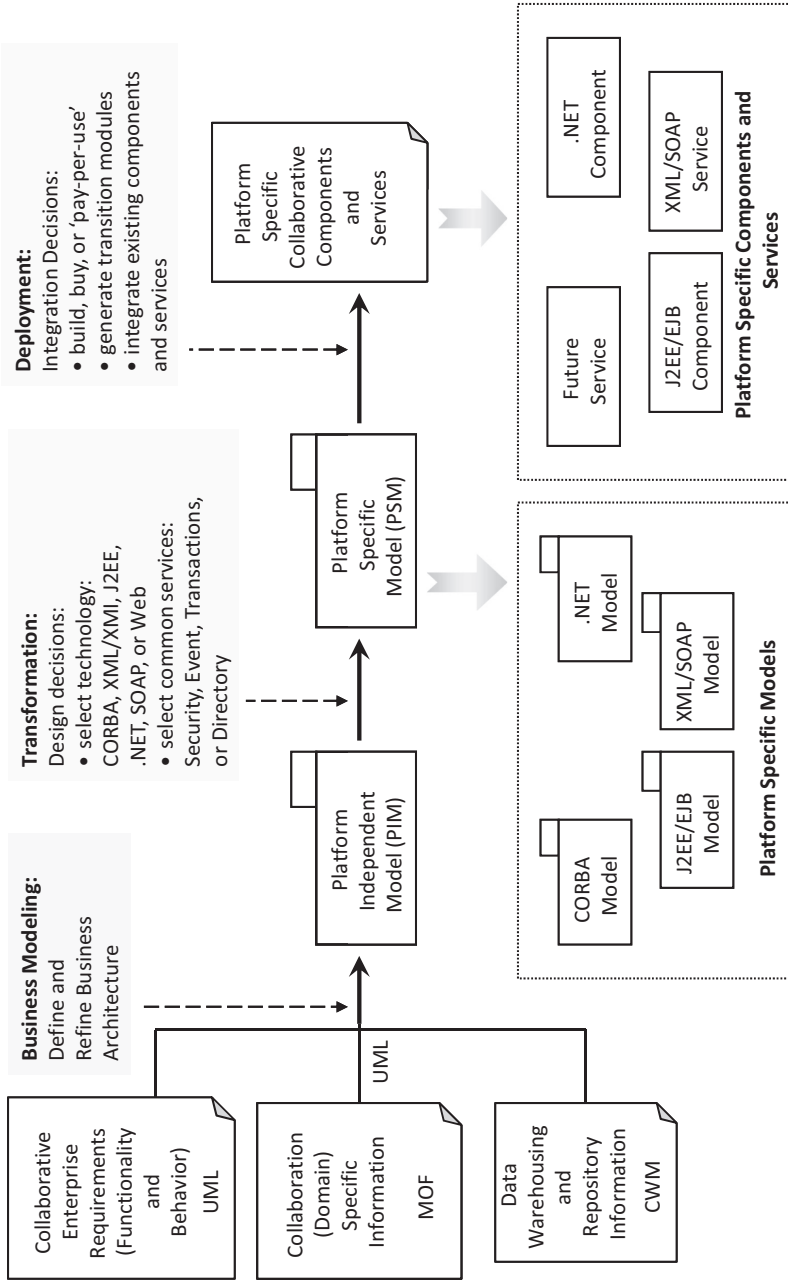 Business Modeling:
Define and
Refine Business
Architecture
Transformation:
Design decisions:
• select technology:
CORBA, XML/XMI, J2EE,
.NET, SOAP, or Web
• select common services:
Security, Event, Transactions,
or Directory
Deployment:
Integration Decisions:
• build, buy, or ‘pay-per-use’
• generate transition modules
• integrate existing components
and services
Collaborative
Enterprise
Requirements
(Functionality
and
Behavior)
UML
Collaboration
(Domain)
Specific
Information
MOF
Data
Warehousing
and
Repository
Information
CWM
UML
Platform
Independent
Model (PIM)
Platform
Specific
Model (PSM)
Platform
Specific
Collaborative
Components
and
Services
CORBA
Model
.NET
Model
J2EE/EJB
Model
XML/SOAP
Model
Platform Specific Models
Future
Service
.NET
Component
J2EE/EJB
Component
XML/SOAP
Service
Platform Specific Components and
Services